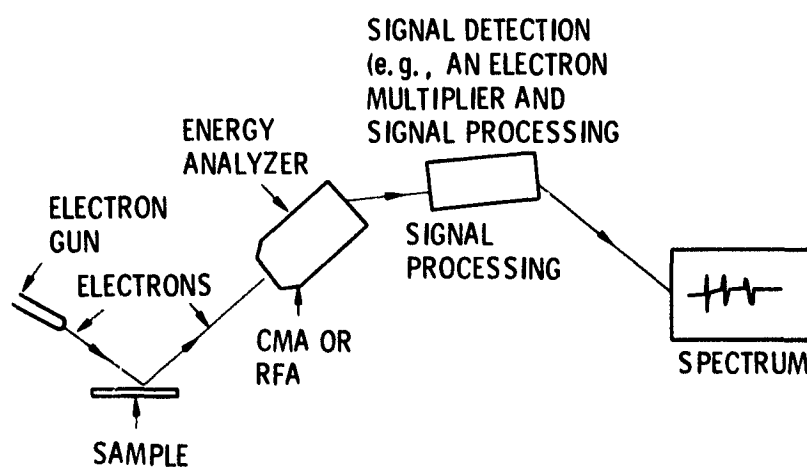 SIGNAL DETECTION
(e.g., AN ELECTRON
MULTIPLIER AND
SIGNAL PROCESSING
ENERGY
ANALYZER
ELECTRON
GUN
ELECTRONS
SIGNAL
PROCESSING
CMA OR
RFA
SPECTRUM
SAMPLE